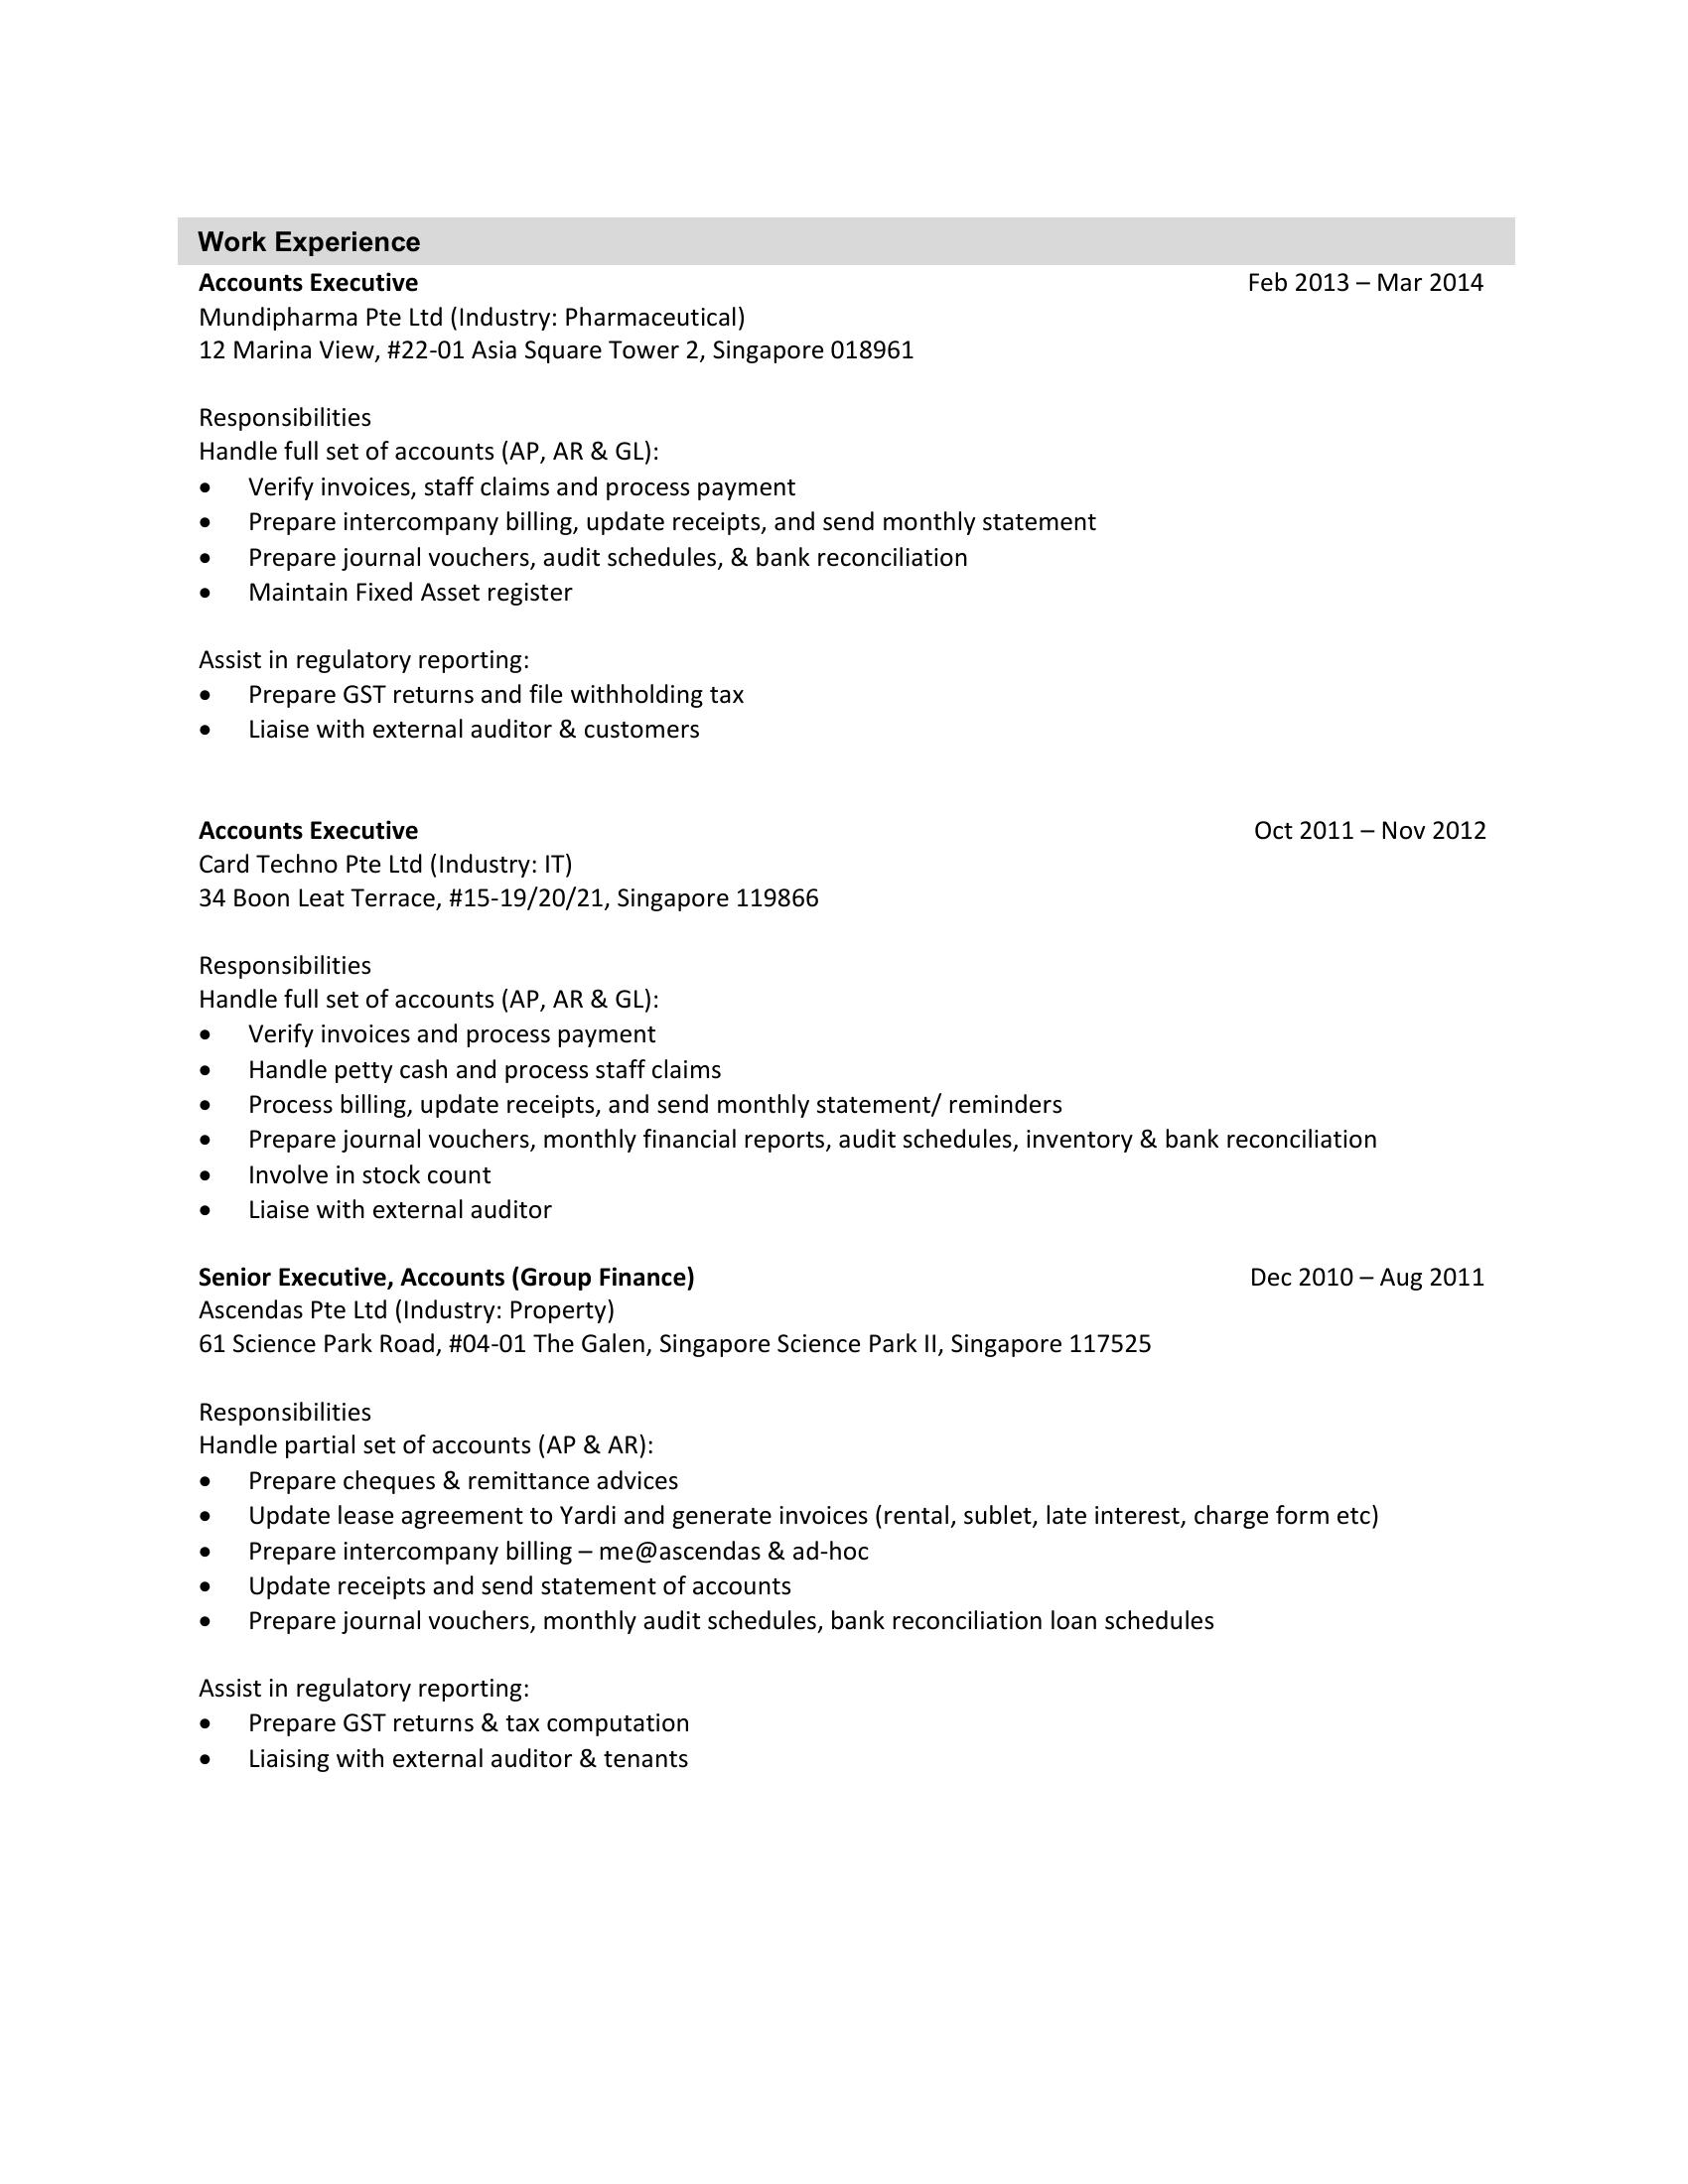 Work Experience
Accounts Executive Feb 2013 – Mar 2014
Mundipharma Pte Ltd (Industry: Pharmaceutical)
12 Marina View, #22-01 Asia Square Tower 2, Singapore 018961
Responsibilities
Handle full set of accounts (AP, AR & GL):
• Verify invoices, staff claims and process payment
• Prepare intercompany billing, update receipts, and send monthly statement
• Prepare journal vouchers, audit schedules, & bank reconciliation
• Maintain Fixed Asset register
Assist in regulatory reporting:
• Prepare GST returns and file withholding tax
• Liaise with external auditor & customers
Accounts Executive Oct 2011 – Nov 2012
Card Techno Pte Ltd (Industry: IT)
34 Boon Leat Terrace, #15-19/20/21, Singapore 119866
Responsibilities
Handle full set of accounts (AP, AR & GL):
• Verify invoices and process payment
• Handle petty cash and process staff claims
• Process billing, update receipts, and send monthly statement/ reminders
• Prepare journal vouchers, monthly financial reports, audit schedules, inventory & bank reconciliation
• Involve in stock count
• Liaise with external auditor
Senior Executive, Accounts (Group Finance) Dec 2010 – Aug 2011
Ascendas Pte Ltd (Industry: Property)
61 Science Park Road, #04-01 The Galen, Singapore Science Park II, Singapore 117525
Responsibilities
Handle partial set of accounts (AP & AR):
• Prepare cheques & remittance advices
• Update lease agreement to Yardi and generate invoices (rental, sublet, late interest, charge form etc)
• Prepare intercompany billing – me@ascendas & ad-hoc
• Update receipts and send statement of accounts
• Prepare journal vouchers, monthly audit schedules, bank reconciliation loan schedules
Assist in regulatory reporting:
• Prepare GST returns & tax computation
• Liaising with external auditor & tenants